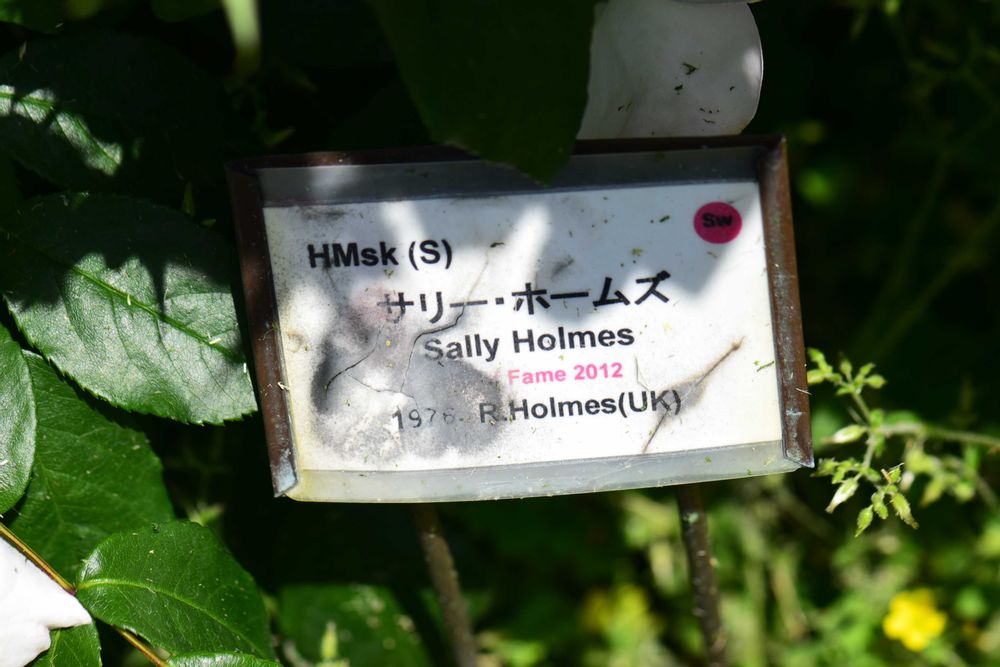 Sw
HMsk (S)
サリー・ホームズ
Sally Holmes
Fame 2012
1976. R.Holmes(UK)